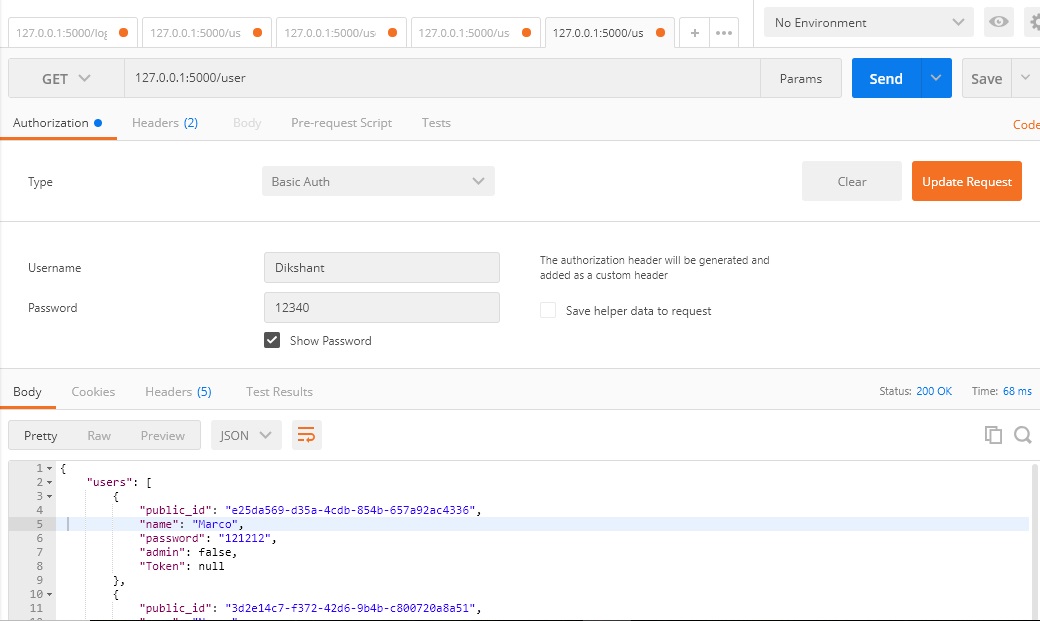 127.0.0.1:5000/log 127.0.0.1:5000/us 127.0.0.1:5000/us 127.0.0.1:5000/us 127.0.0.1:5000/us + ••• No Environment
GET 127.0.0.1:5000/user Params Send Save
Authorization Headers (2) Body Pre-request Script Tests Code
Type Basic Auth Clear Update Request
Username Dikshant
The authorization header will be generated and
added as a custom header
Password 12340 Save helper data to request
Show Password
Body Cookies Headers (5) Test Results Status: 200 OK Time: 68 ms
Pretty Raw Preview JSON
1 {
2 "users": [
3 {
4 "public_id": "e25da569-d35a-4cdb-854b-657a92ac4336",
5 "name": "Marco",
6 "password": "121212",
7 "admin": false,
8 "Token": null
9 },
10 {
11 "public_id": "3d2e14c7-f372-42d6-9b4b-c800720a8a51",